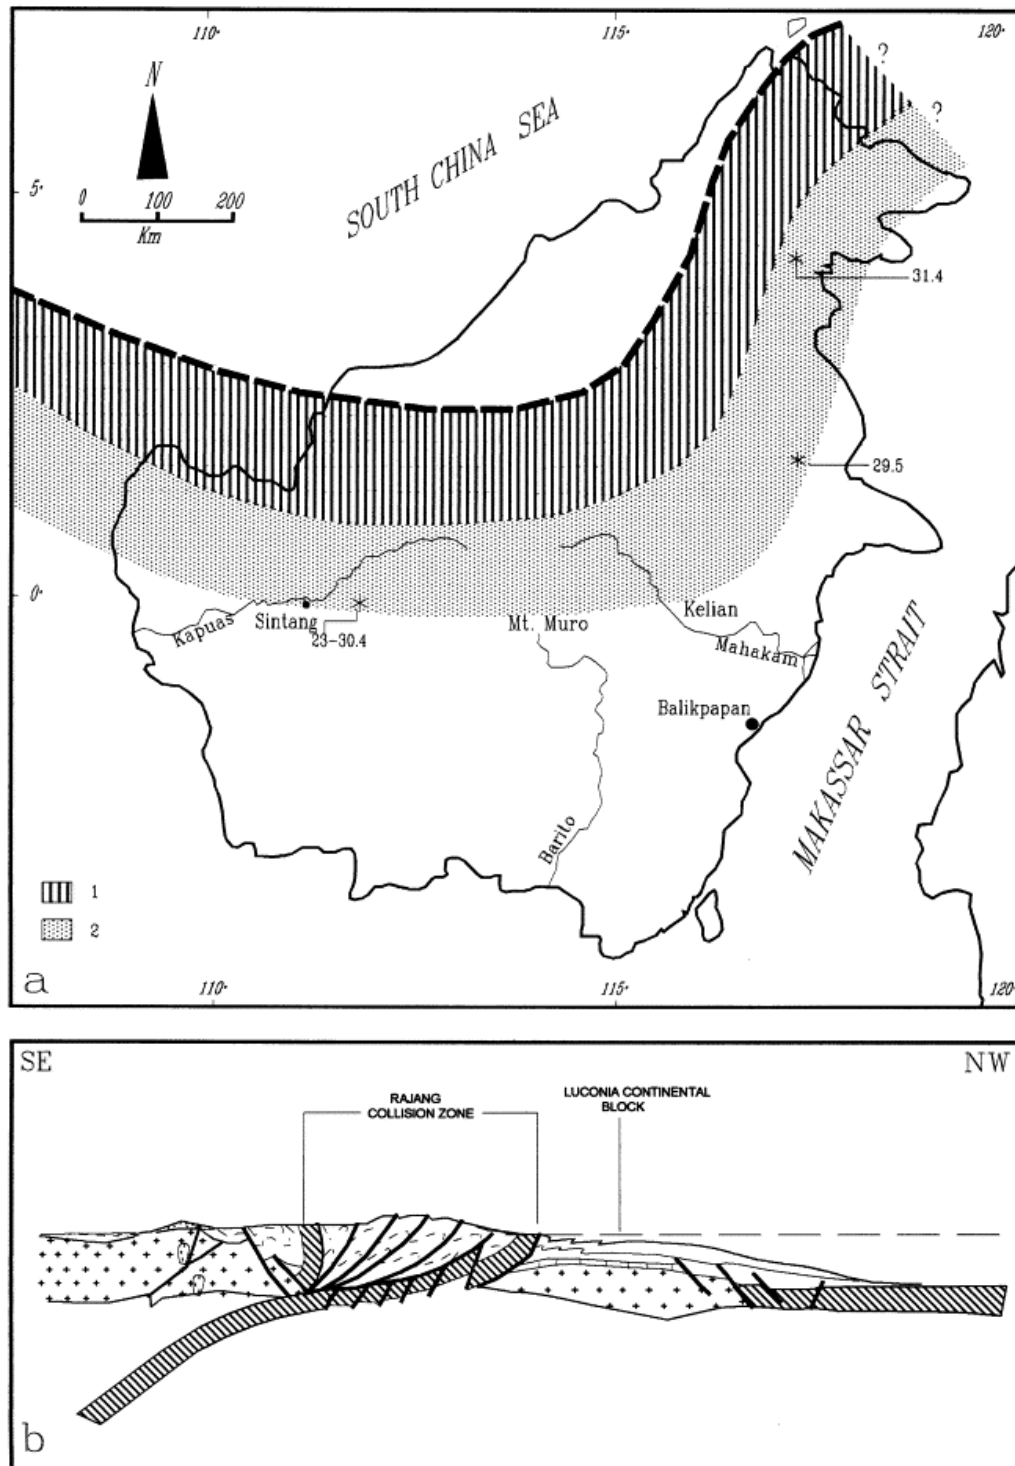 110°
115°
120°
N
SOUTH CHINA SEA
?
?
5°
0 100 200
Km
31.4
29.5
0°
Kapuas
Sintang
23-30.4
Mt. Muro
Kelian
Mahakam
Balikpapan
MAKASSAR STRAIT
Barito
1
2
a
110°
115°
120°
SE
NW
RAJANG
COLLISION ZONE
LUCONIA CONTINENTAL
BLOCK
b